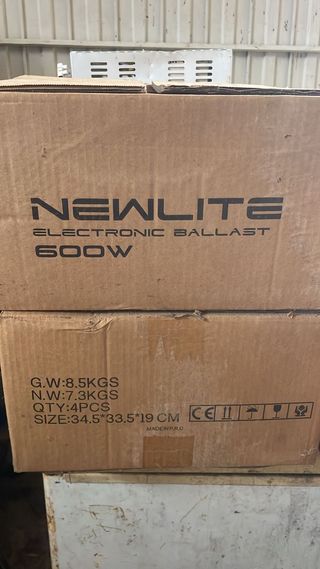 NEWLITE
ELECTRONIC BALLAST
600W
G.W:8.5KGS
N.W:7.3KGS
QTY:4PCS
SIZE:34.5*33.5*19 CM
CE
MADE IN P.R.C